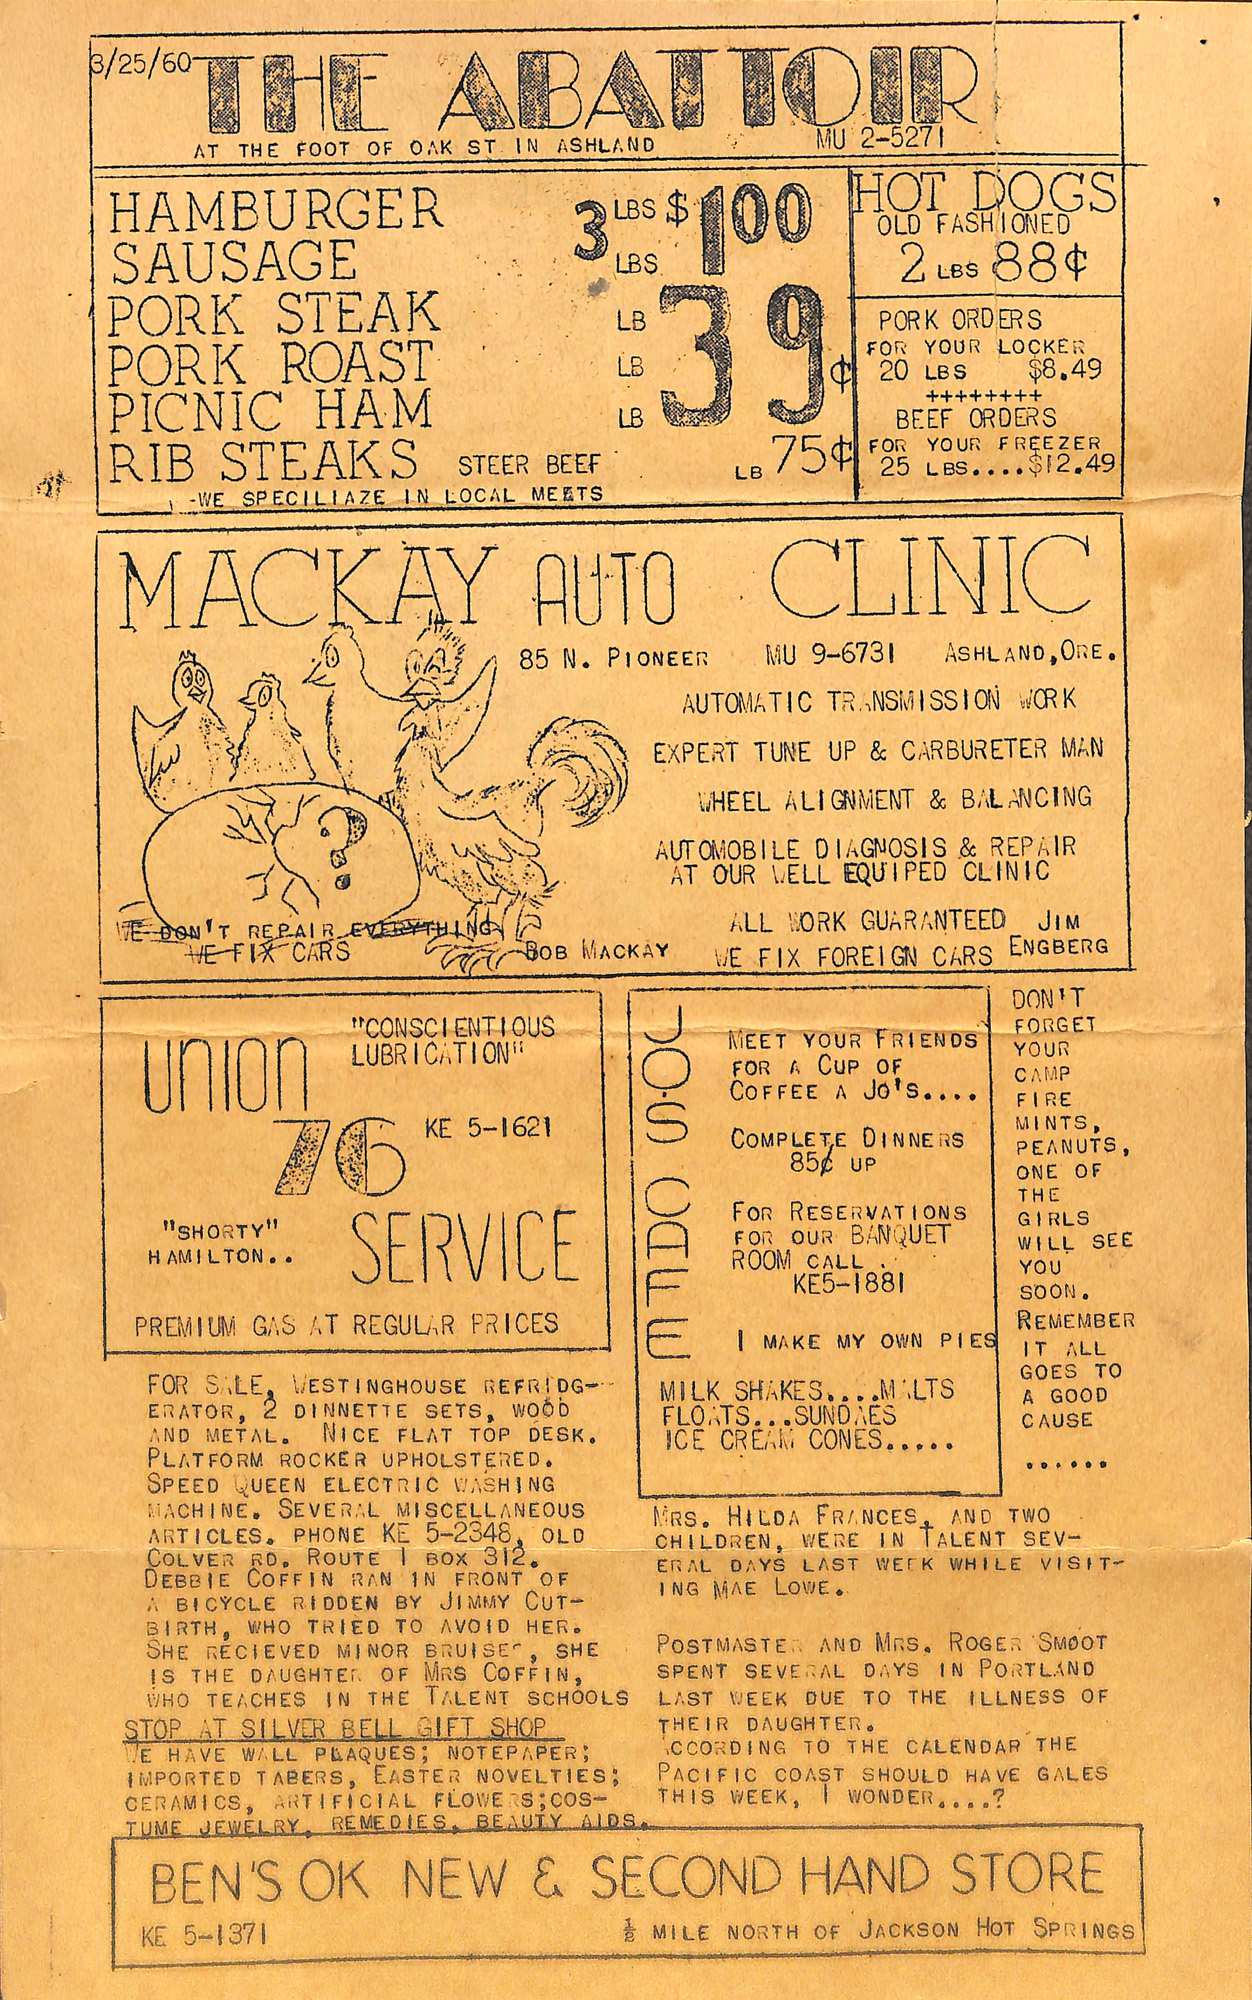 3/25/60
THE ABATTOIR
AT THE FOOT OF OAK ST. IN ASHLAND MU 2-5271
HAMBURGER 3 LBS $1.00
SAUSAGE LBS
PORK STEAK LB
PORK ROAST LB 39¢
PICNIC HAM LB
RIB STEAKS STEER BEEF LB 75¢
-WE SPECILIAZE IN LOCAL MEETS
HOT DOGS
OLD FASHIONED
2 LBS 88¢
PORK ORDERS
FOR YOUR LOCKER
20 LBS $8.49
++++++++
BEEF ORDERS
FOR YOUR FREEZER
25 LBS....$12.49
MACKAY AUTO CLINIC
85 N. PIONEER MU 9-6731 ASHLAND,ORE.
AUTOMATIC TRANSMISSION WORK
EXPERT TUNE UP & CARBURETER MAN
WHEEL ALIGNMENT & BALANCING
AUTOMOBILE DIAGNOSIS & REPAIR
AT OUR WELL EQUIPED CLINIC
ALL WORK GUARANTEED JIM
WE FIX FOREIGN CARS ENGBERG
?
WE DON'T REPAIR EVERYTHING
WE FIX CARS
BOB MACKAY
"CONSCIENTIOUS
LUBRICATION"
UNION
76
KE 5-1621
"SHORTY"
HAMILTON..
SERVICE
PREMIUM GAS AT REGULAR PRICES
JO'S CAFE
MEET YOUR FRIENDS
FOR A CUP OF
COFFEE A JO'S....
COMPLETE DINNERS
85¢ UP
FOR RESERVATIONS
FOR OUR BANQUET
ROOM CALL .
KE5-1881
I MAKE MY OWN PIES
MILK SHAKES....MALTS
FLOATS...SUNDAES
ICE CREAM CONES.....
DON'T
FORGET
YOUR
CAMP
FIRE
MINTS,
PEANUTS,
ONE OF
THE
GIRLS
WILL SEE
YOU
SOON.
REMEMBER
IT ALL
GOES TO
A GOOD
CAUSE
......
FOR SALE, WESTINGHOUSE REFRIDG-
ERATOR, 2 DINNETTE SETS, WOOD
AND METAL. NICE FLAT TOP DESK.
PLATFORM ROCKER UPHOLSTERED.
SPEED QUEEN ELECTRIC WASHING
MACHINE. SEVERAL MISCELLANEOUS
ARTICLES. PHONE KE 5-2348, OLD
COLVER RD. ROUTE 1 BOX 312.
DEBBIE COFFIN RAN IN FRONT OF
A BICYCLE RIDDEN BY JIMMY CUT-
BIRTH, WHO TRIED TO AVOID HER.
SHE RECIEVED MINOR BRUISES, SHE
IS THE DAUGHTER OF MRS COFFIN,
WHO TEACHES IN THE TALENT SCHOOLS
STOP AT SILVER BELL GIFT SHOP
WE HAVE WALL PLAQUES; NOTEPAPER;
IMPORTED TABERS, EASTER NOVELTIES;
CERAMICS, ARTIFICIAL FLOWERS;COS-
TUME JEWELRY, REMEDIES, BEAUTY AIDS.
MRS. HILDA FRANCES, AND TWO
CHILDREN, WERE IN TALENT SEV-
ERAL DAYS LAST WEEK WHILE VISIT-
ING MAE LOWE.
POSTMASTER AND MRS. ROGER SMOOT
SPENT SEVERAL DAYS IN PORTLAND
LAST WEEK DUE TO THE ILLNESS OF
THEIR DAUGHTER.
ACCORDING TO THE CALENDAR THE
PACIFIC COAST SHOULD HAVE GALES
THIS WEEK, I WONDER....?
BEN'S OK NEW & SECOND HAND STORE
KE 5-1371 ½ MILE NORTH OF JACKSON HOT SPRINGS